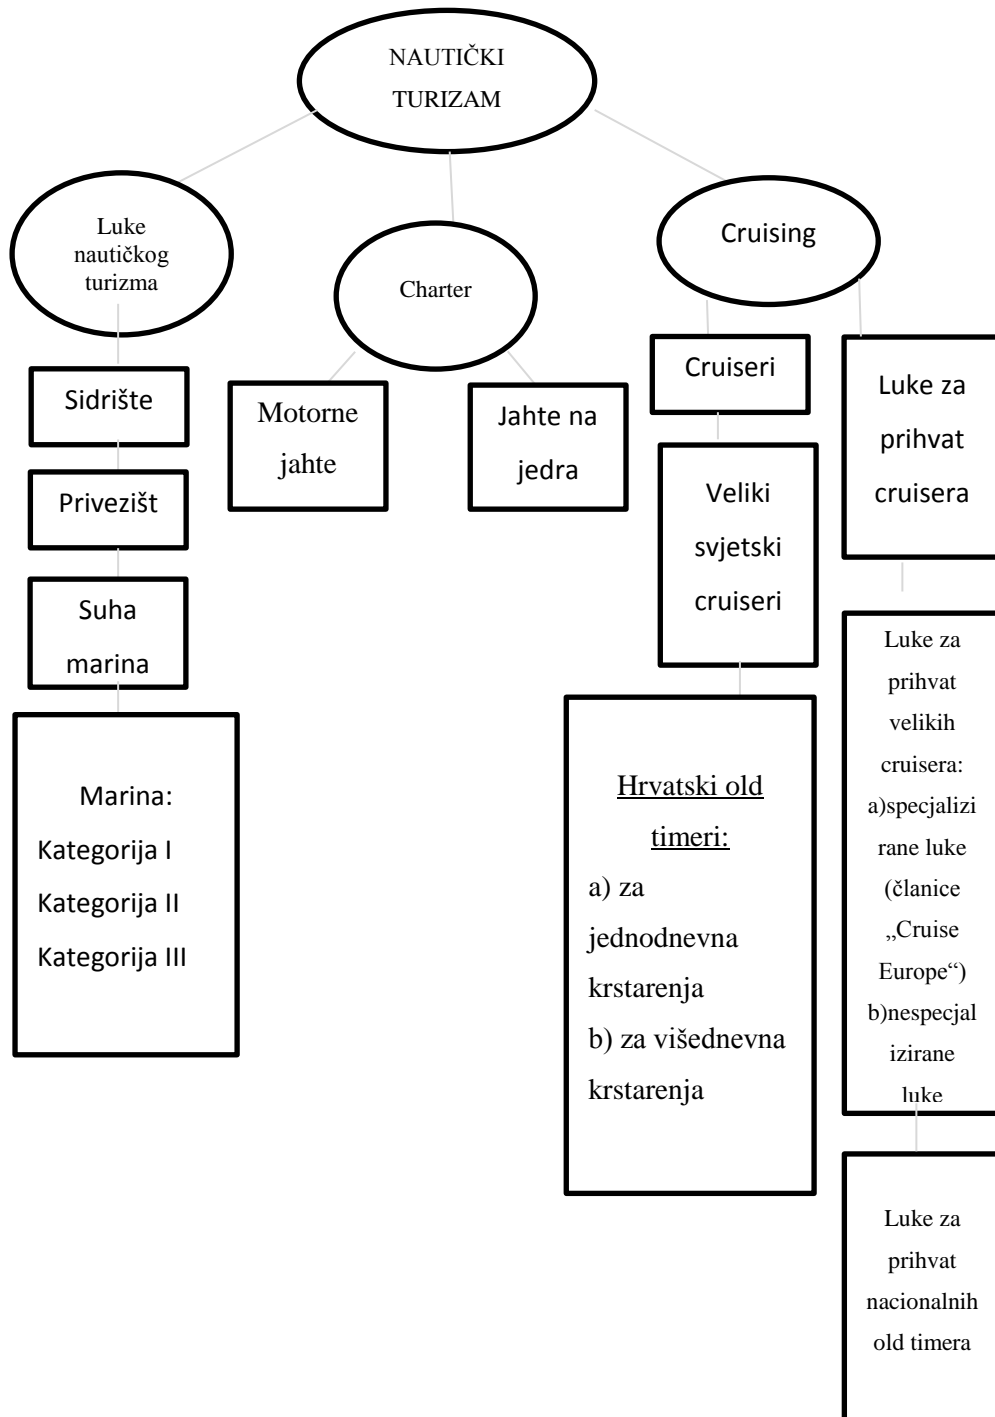 NAUTIČKI
TURIZAM
Luke
nautičkog
turizma
Charter
Cruising
Sidrište
Privezišt
Suha
marina
Marina:
Kategorija I
Kategorija II
Kategorija III
Motorne
jahte
Jahte na
jedra
Cruiseri
Veliki
svjetski
cruiseri
Hrvatski old
timeri:
a) za
jednodnevna
krstarenja
b) za višednevna
krstarenja
Luke za
prihvat
cruisera
Luke za
prihvat
velikih
cruisera:
a)specjalizi
rane luke
(članice
„Cruise
Europe“)
b)nespecjal
izirane
luke
Luke za
prihvat
nacionalnih
old timera